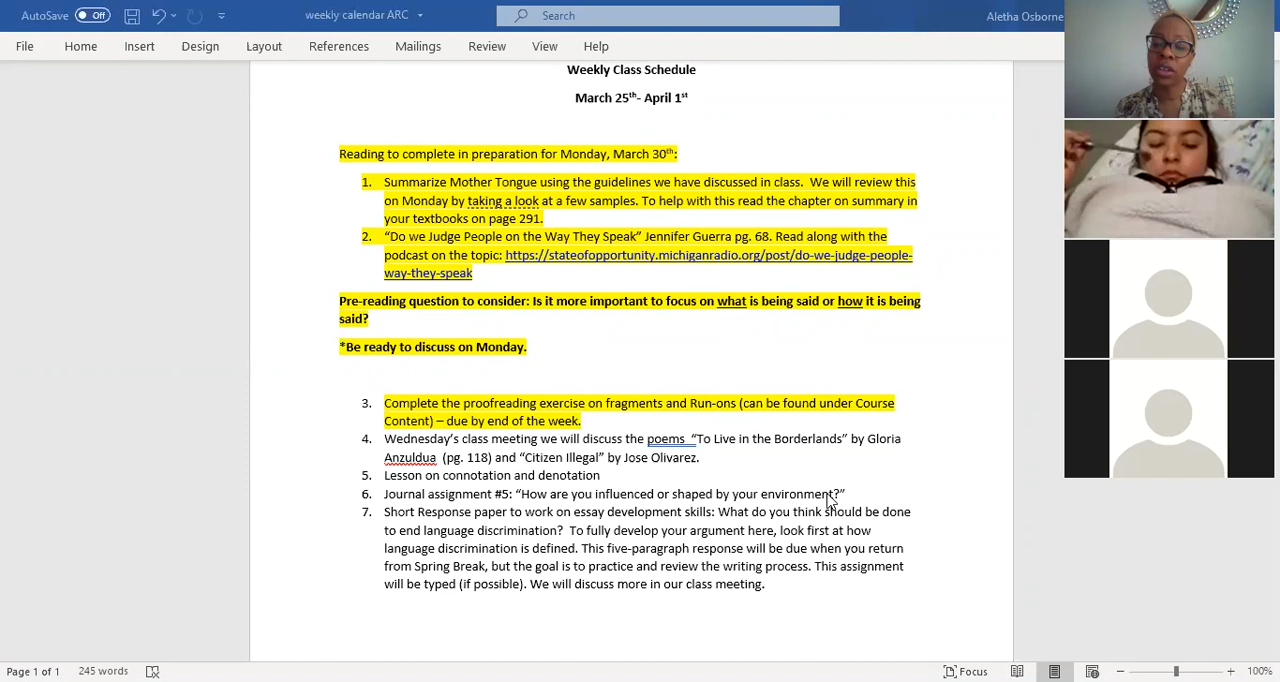 AutoSave Off weekly calendar ARC Search Aletha Osborne
File Home Insert Design Layout References Mailings Review View Help
Weekly Class Schedule
March 25th- April 1st
Reading to complete in preparation for Monday, March 30th:
1. Summarize Mother Tongue using the guidelines we have discussed in class. We will review this
on Monday by taking a look at a few samples. To help with this read the chapter on summary in
your textbooks on page 291.
2. “Do we Judge People on the Way They Speak” Jennifer Guerra pg. 68. Read along with the
podcast on the topic: https://stateofopportunity.michiganradio.org/post/do-we-judge-people-
way-they-speak
Pre-reading question to consider: Is it more important to focus on what is being said or how it is being
said?
*Be ready to discuss on Monday.
3. Complete the proofreading exercise on fragments and Run-ons (can be found under Course
Content) – due by end of the week.
4. Wednesday’s class meeting we will discuss the poems “To Live in the Borderlands” by Gloria
Anzuldua (pg. 118) and “Citizen Illegal” by Jose Olivarez.
5. Lesson on connotation and denotation
6. Journal assignment #5: “How are you influenced or shaped by your environment?”
7. Short Response paper to work on essay development skills: What do you think should be done
to end language discrimination? To fully develop your argument here, look first at how
language discrimination is defined. This five-paragraph response will be due when you return
from Spring Break, but the goal is to practice and review the writing process. This assignment
will be typed (if possible). We will discuss more in our class meeting.
Page 1 of 1 245 words Focus 100%